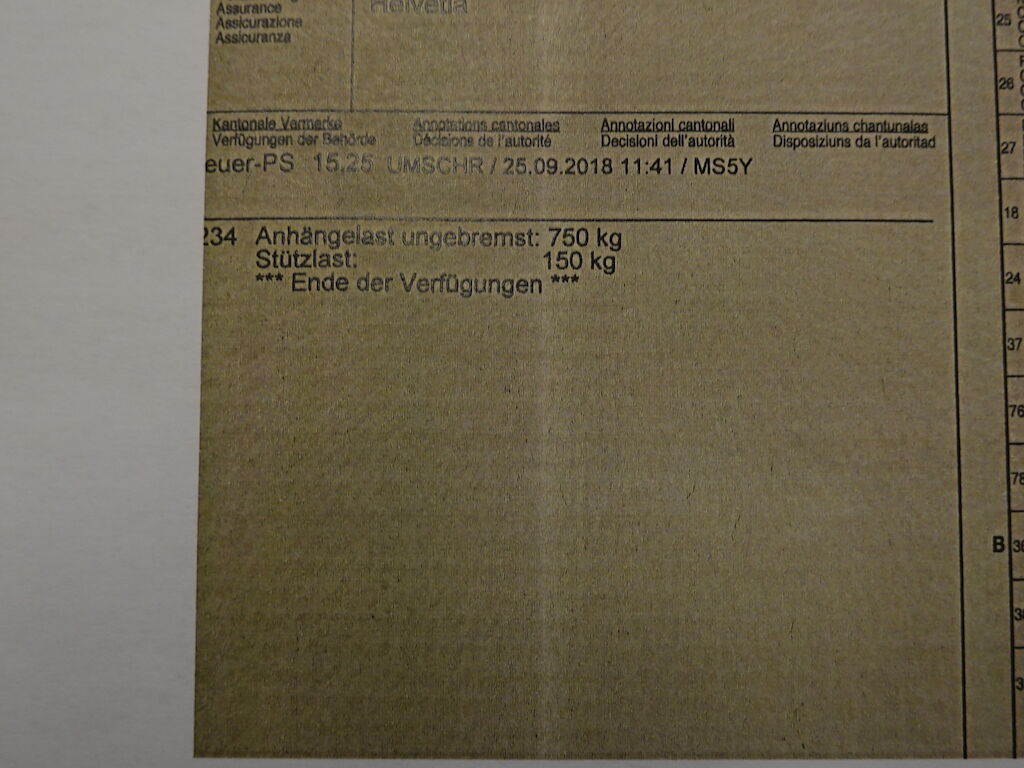 Assurance
Assicurazione
Assicuranza
Helvetia
Kantonale Vermerke
Verfügungen der Behörde
Annotations cantonales
Décisions de l'autorité
Annotazioni cantonali
Decisioni dell'autorità
Annotaziuns chantunalas
Disposiziuns da l'autoritad
euer-PS 15,25 UMSCHR / 25.09.2018 11:41 / MS5Y
234 Anhängelast ungebremst: 750 kg
Stützlast: 150 kg
*** Ende der Verfügungen ***
25
26
27
18
24
37
76
78
B 36